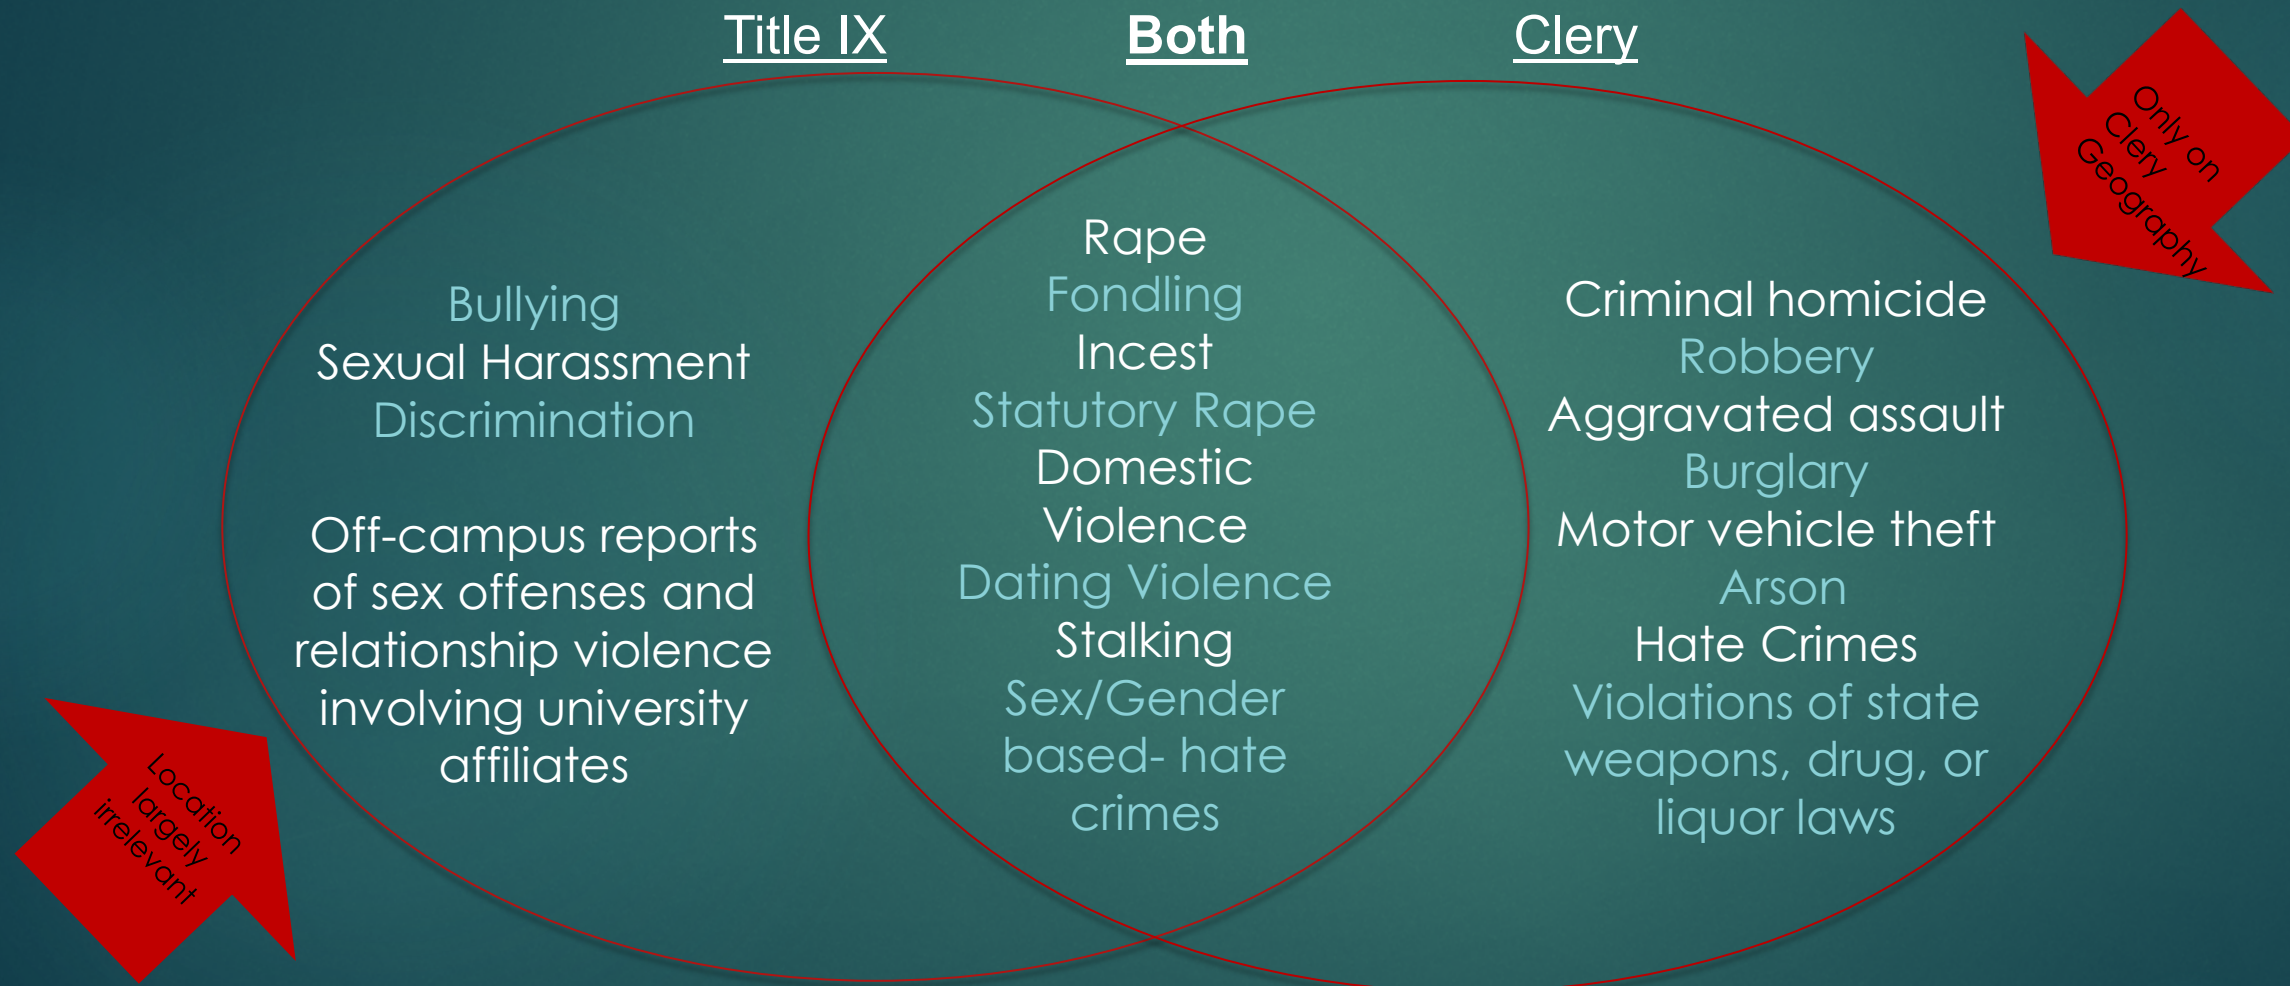 Title IX
Both
Clery
Only on
Clery
Geography
Bullying
Sexual Harassment
Discrimination
Off-campus reports
of sex offenses and
relationship violence
involving university
affiliates
Location
largely
irrelevant
Rape
Fondling
Incest
Statutory Rape
Domestic
Violence
Dating Violence
Stalking
Sex/Gender
based- hate
crimes
Criminal homicide
Robbery
Aggravated assault
Burglary
Motor vehicle theft
Arson
Hate Crimes
Violations of state
weapons, drug, or
liquor laws